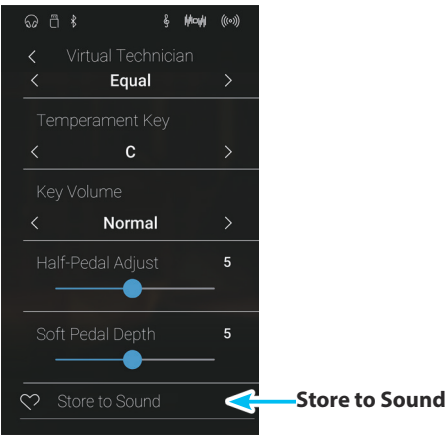 Virtual Technician
Equal
Temperament Key
C
Key Volume
Normal
Half-Pedal Adjust 5
Soft Pedal Depth 5
Store to Sound
Store to Sound